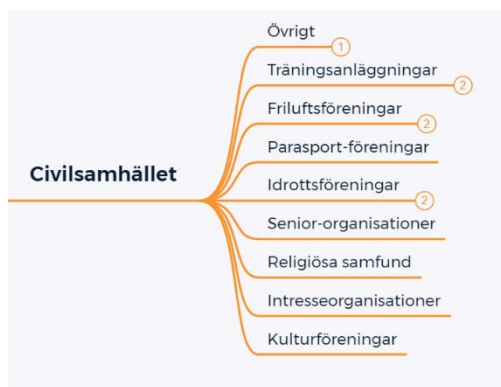 Övrigt
1
Träningsanläggningar
2
Friluftsföreningar
2
Parasport-föreningar
Civilsamhället
Idrottsföreningar
2
Senior-organisationer
Religiösa samfund
Intresseorganisationer
Kulturföreningar